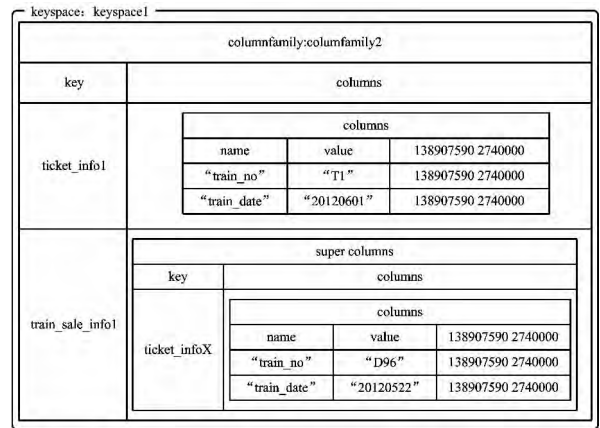 keyspace: keyspace1
columnfamily:columfamily2
key columns
columns
name value 138907590 2740000
ticket_info1
“train_no” “T1” 138907590 2740000
“train_date” “20120601” 138907590 2740000
super columns
key columns
columns
train_sale_info1
name value 138907590 2740000
ticket_infoX
“train_no” “D96” 138907590 2740000
“train_date” “20120522” 138907590 2740000